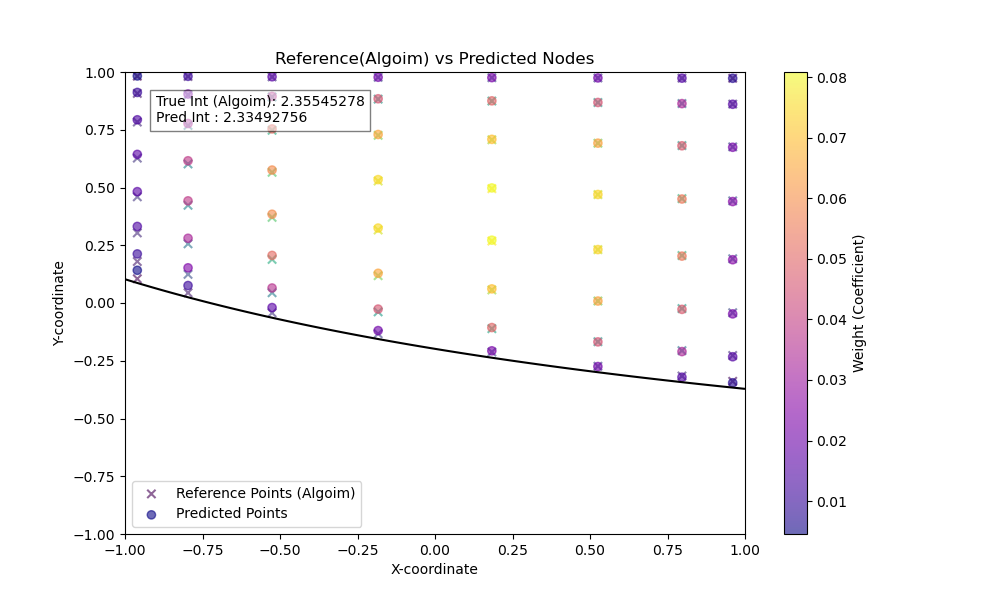 Reference(Algoim) vs Predicted Nodes
True Int (Algoim): 2.35545278
Pred Int : 2.33492756
1.00
0.75
0.50
0.25
0.00
−0.25
−0.50
−0.75
−1.00
Y-coordinate
Reference Points (Algoim)
Predicted Points
−1.00 −0.75 −0.50 −0.25 0.00 0.25 0.50 0.75 1.00
X-coordinate
0.08
0.07
0.06
0.05
0.04
0.03
0.02
0.01
Weight (Coefficient)